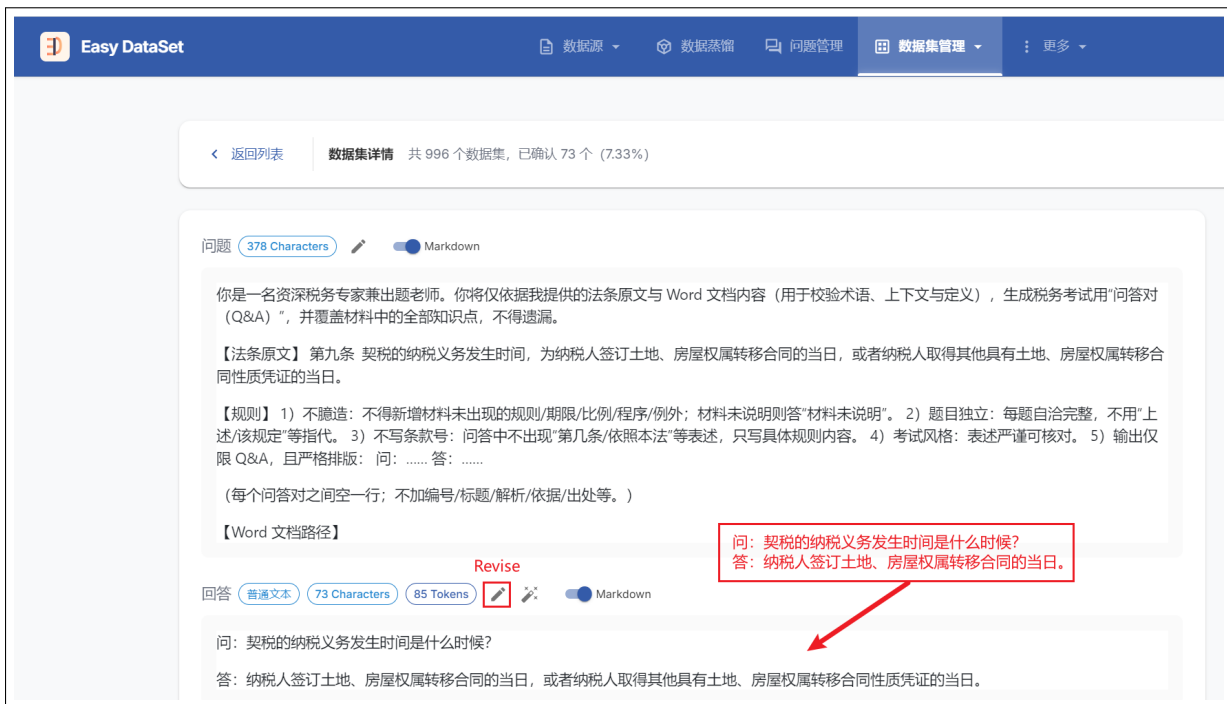 Easy DataSet
数据源
数据蒸馏
问题管理
数据集管理
更多
返回列表
数据集详情 共 996 个数据集，已确认 73 个 (7.33%)
问题 378 Characters Markdown
你是一名资深税务专家兼出题老师。你将仅依据我提供的法条原文与 Word 文档内容（用于校验术语、上下文与定义），生成税务考试用“问答对
（Q&A）”，并覆盖材料中的全部知识点，不得遗漏。
【法条原文】 第九条 契税的纳税义务发生时间，为纳税人签订土地、房屋权属转移合同的当日，或者纳税人取得其他具有土地、房屋权属转移合
同性质凭证的当日。
【规则】 1）不臆造：不得新增材料未出现的规则/期限/比例/程序/例外；材料未说明则答“材料未说明”。 2）题目独立：每题自洽完整，不用“上
述/该规定”等指代。 3）不写条款号：问答中不出现“第几条/依照本法”等表述，只写具体规则内容。 4）考试风格：表述严谨可核对。 5）输出仅
限 Q&A，且严格排版： 问：...... 答：......
（每个问答对之间空一行；不加编号/标题/解析/依据/出处等。）
【Word 文档路径】
问：契税的纳税义务发生时间是什么时候？
答：纳税人签订土地、房屋权属转移合同的当日。
Revise
回答 普通文本 73 Characters 85 Tokens Markdown
问：契税的纳税义务发生时间是什么时候？
答：纳税人签订土地、房屋权属转移合同的当日，或者纳税人取得其他具有土地、房屋权属转移合同性质凭证的当日。